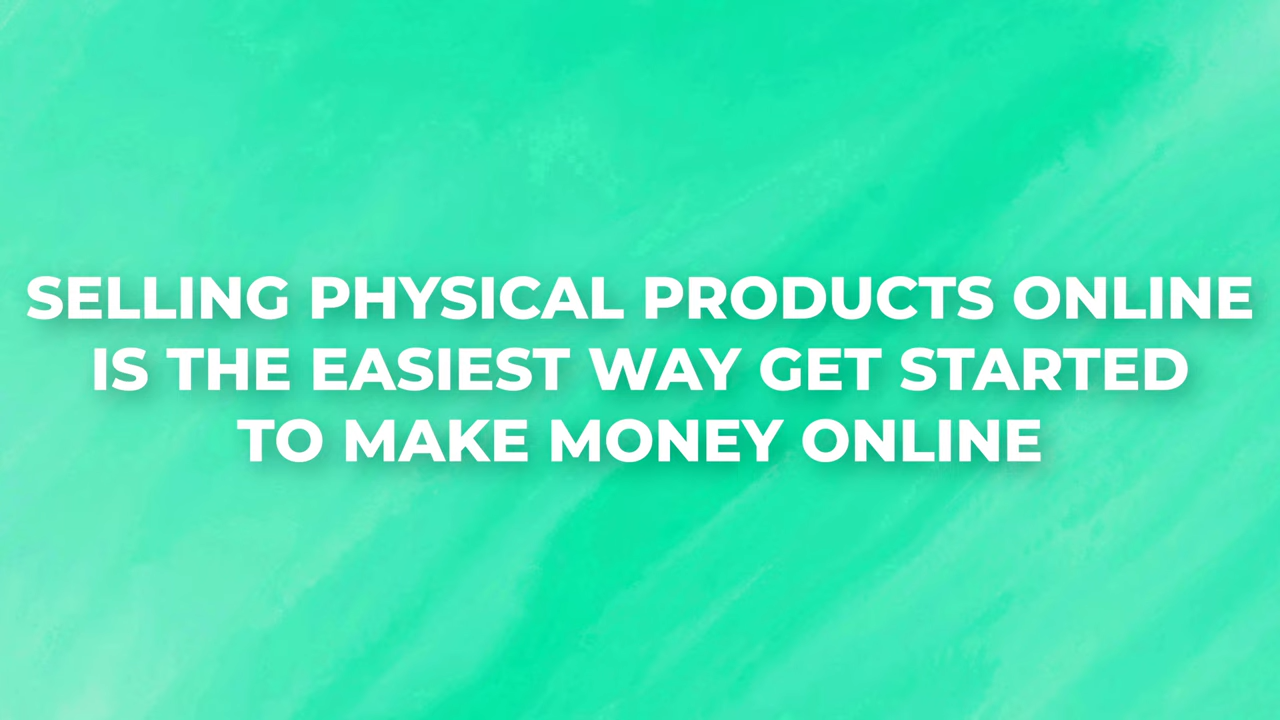 SELLING PHYSICAL PRODUCTS ONLINE
IS THE EASIEST WAY GET STARTED
TO MAKE MONEY ONLINE